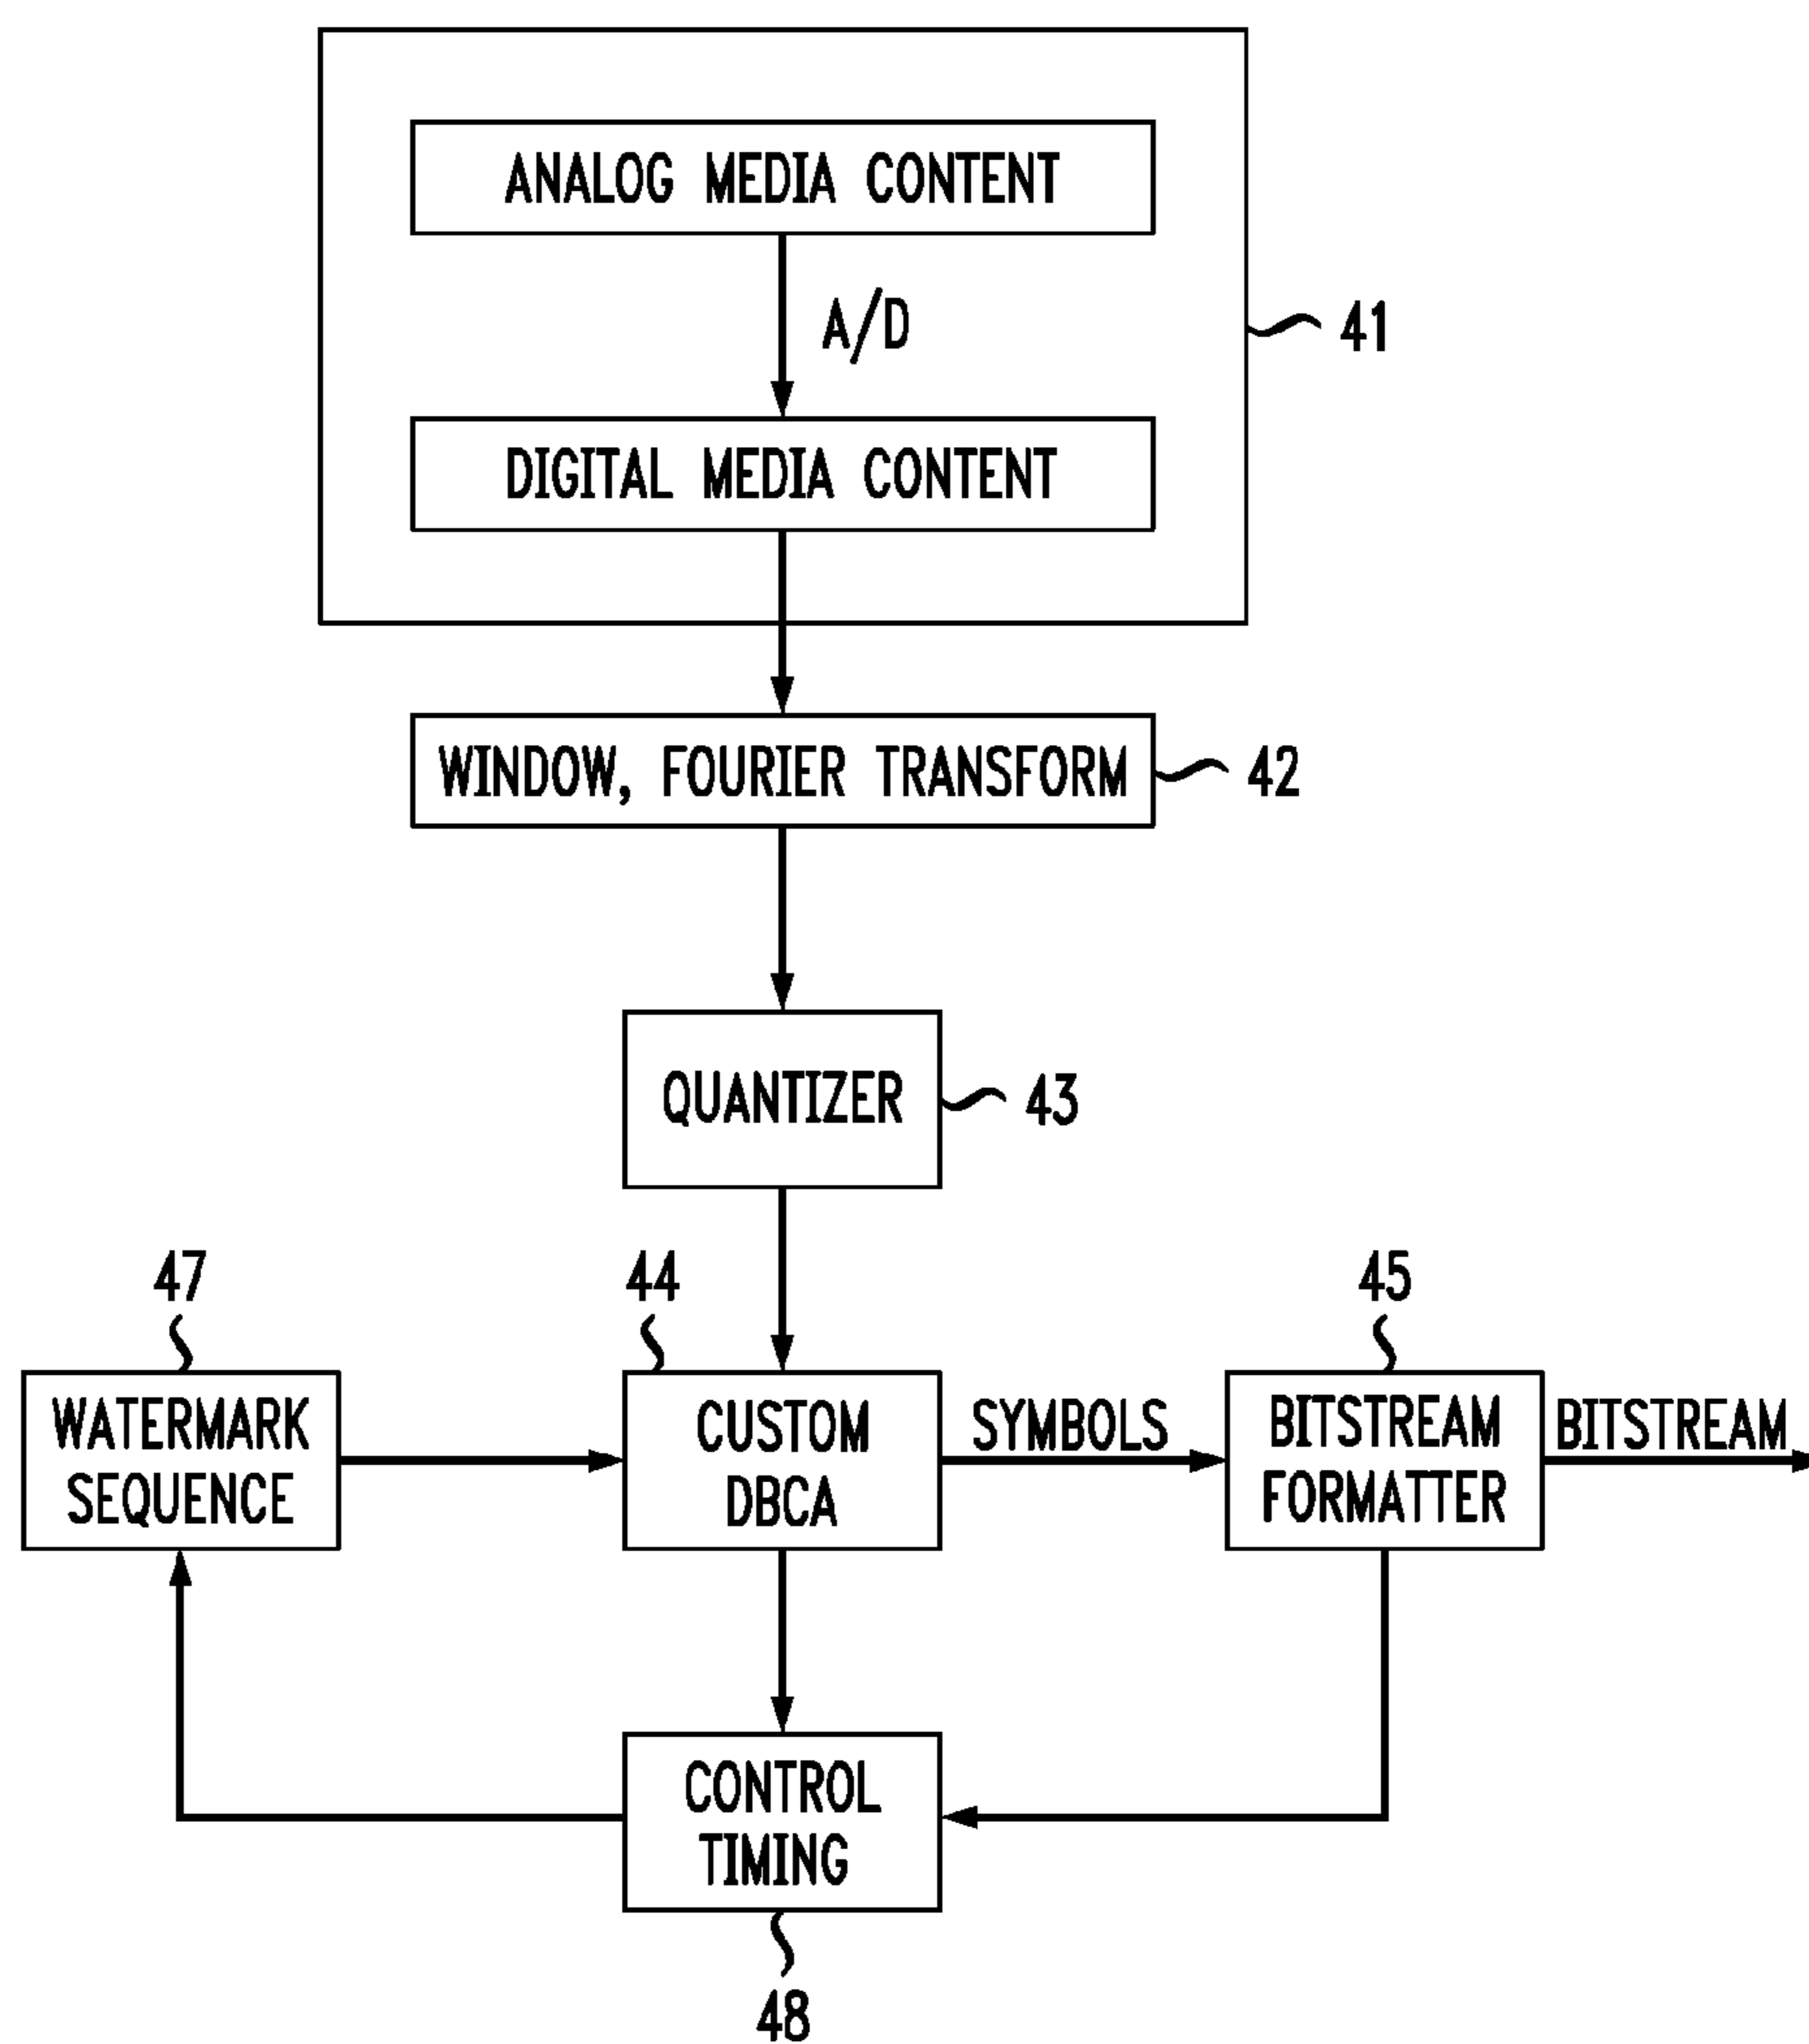 ANALOG MEDIA CONTENT
A/D
41
DIGITAL MEDIA CONTENT
WINDOW, FOURIER TRANSFORM
42
QUANTIZER
43
47
44
45
WATERMARK
SEQUENCE
CUSTOM
DBCA
SYMBOLS
BITSTREAM
FORMATTER
BITSTREAM
CONTROL
TIMING
48